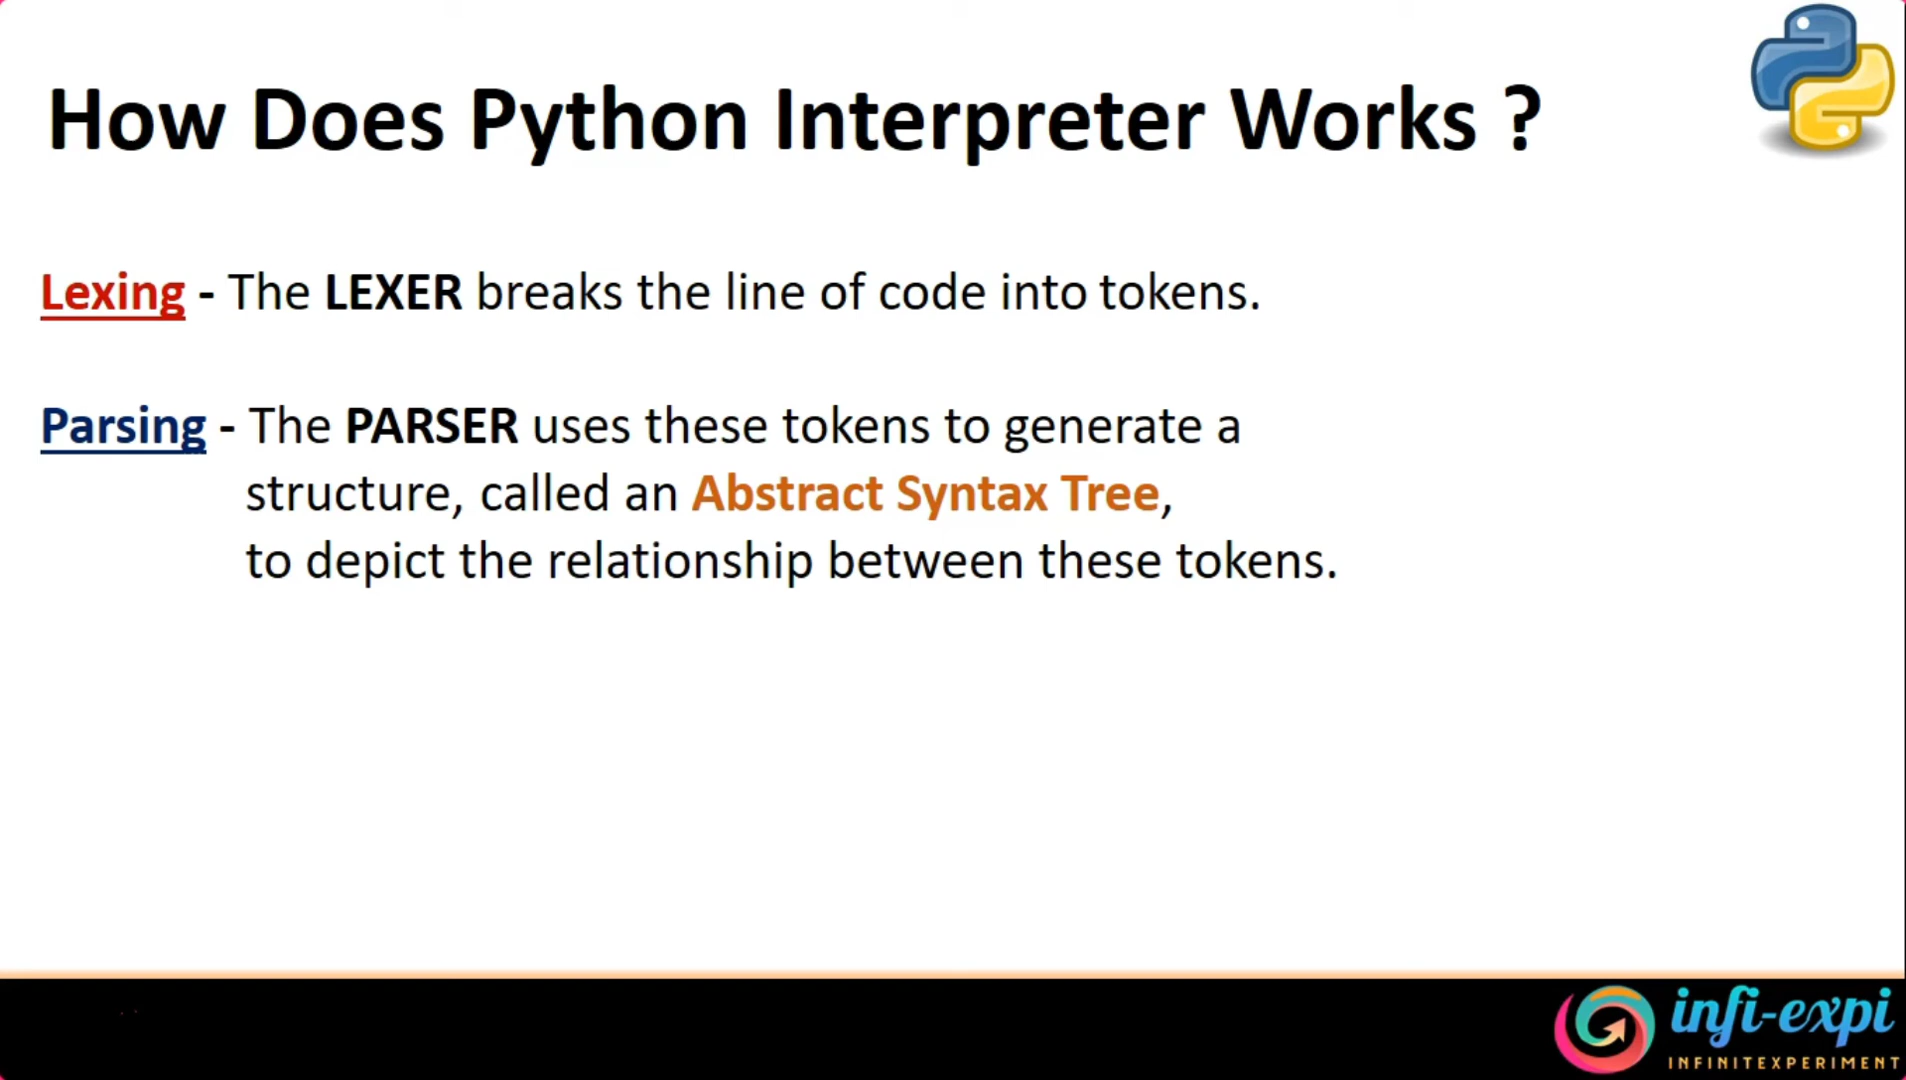 How Does Python Interpreter Works ?
Lexing - The LEXER breaks the line of code into tokens.
Parsing - The PARSER uses these tokens to generate a
structure, called an Abstract Syntax Tree,
to depict the relationship between these tokens.
infi-expi
INFINITEXPERIMENT